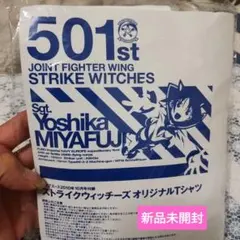 501st
JOINT FIGHTER WING
STRIKE WITCHES
Sgt.
Yoshika
MIYAFUJI
ストライクウィッチーズ オリジナルTシャツ
新品未開封